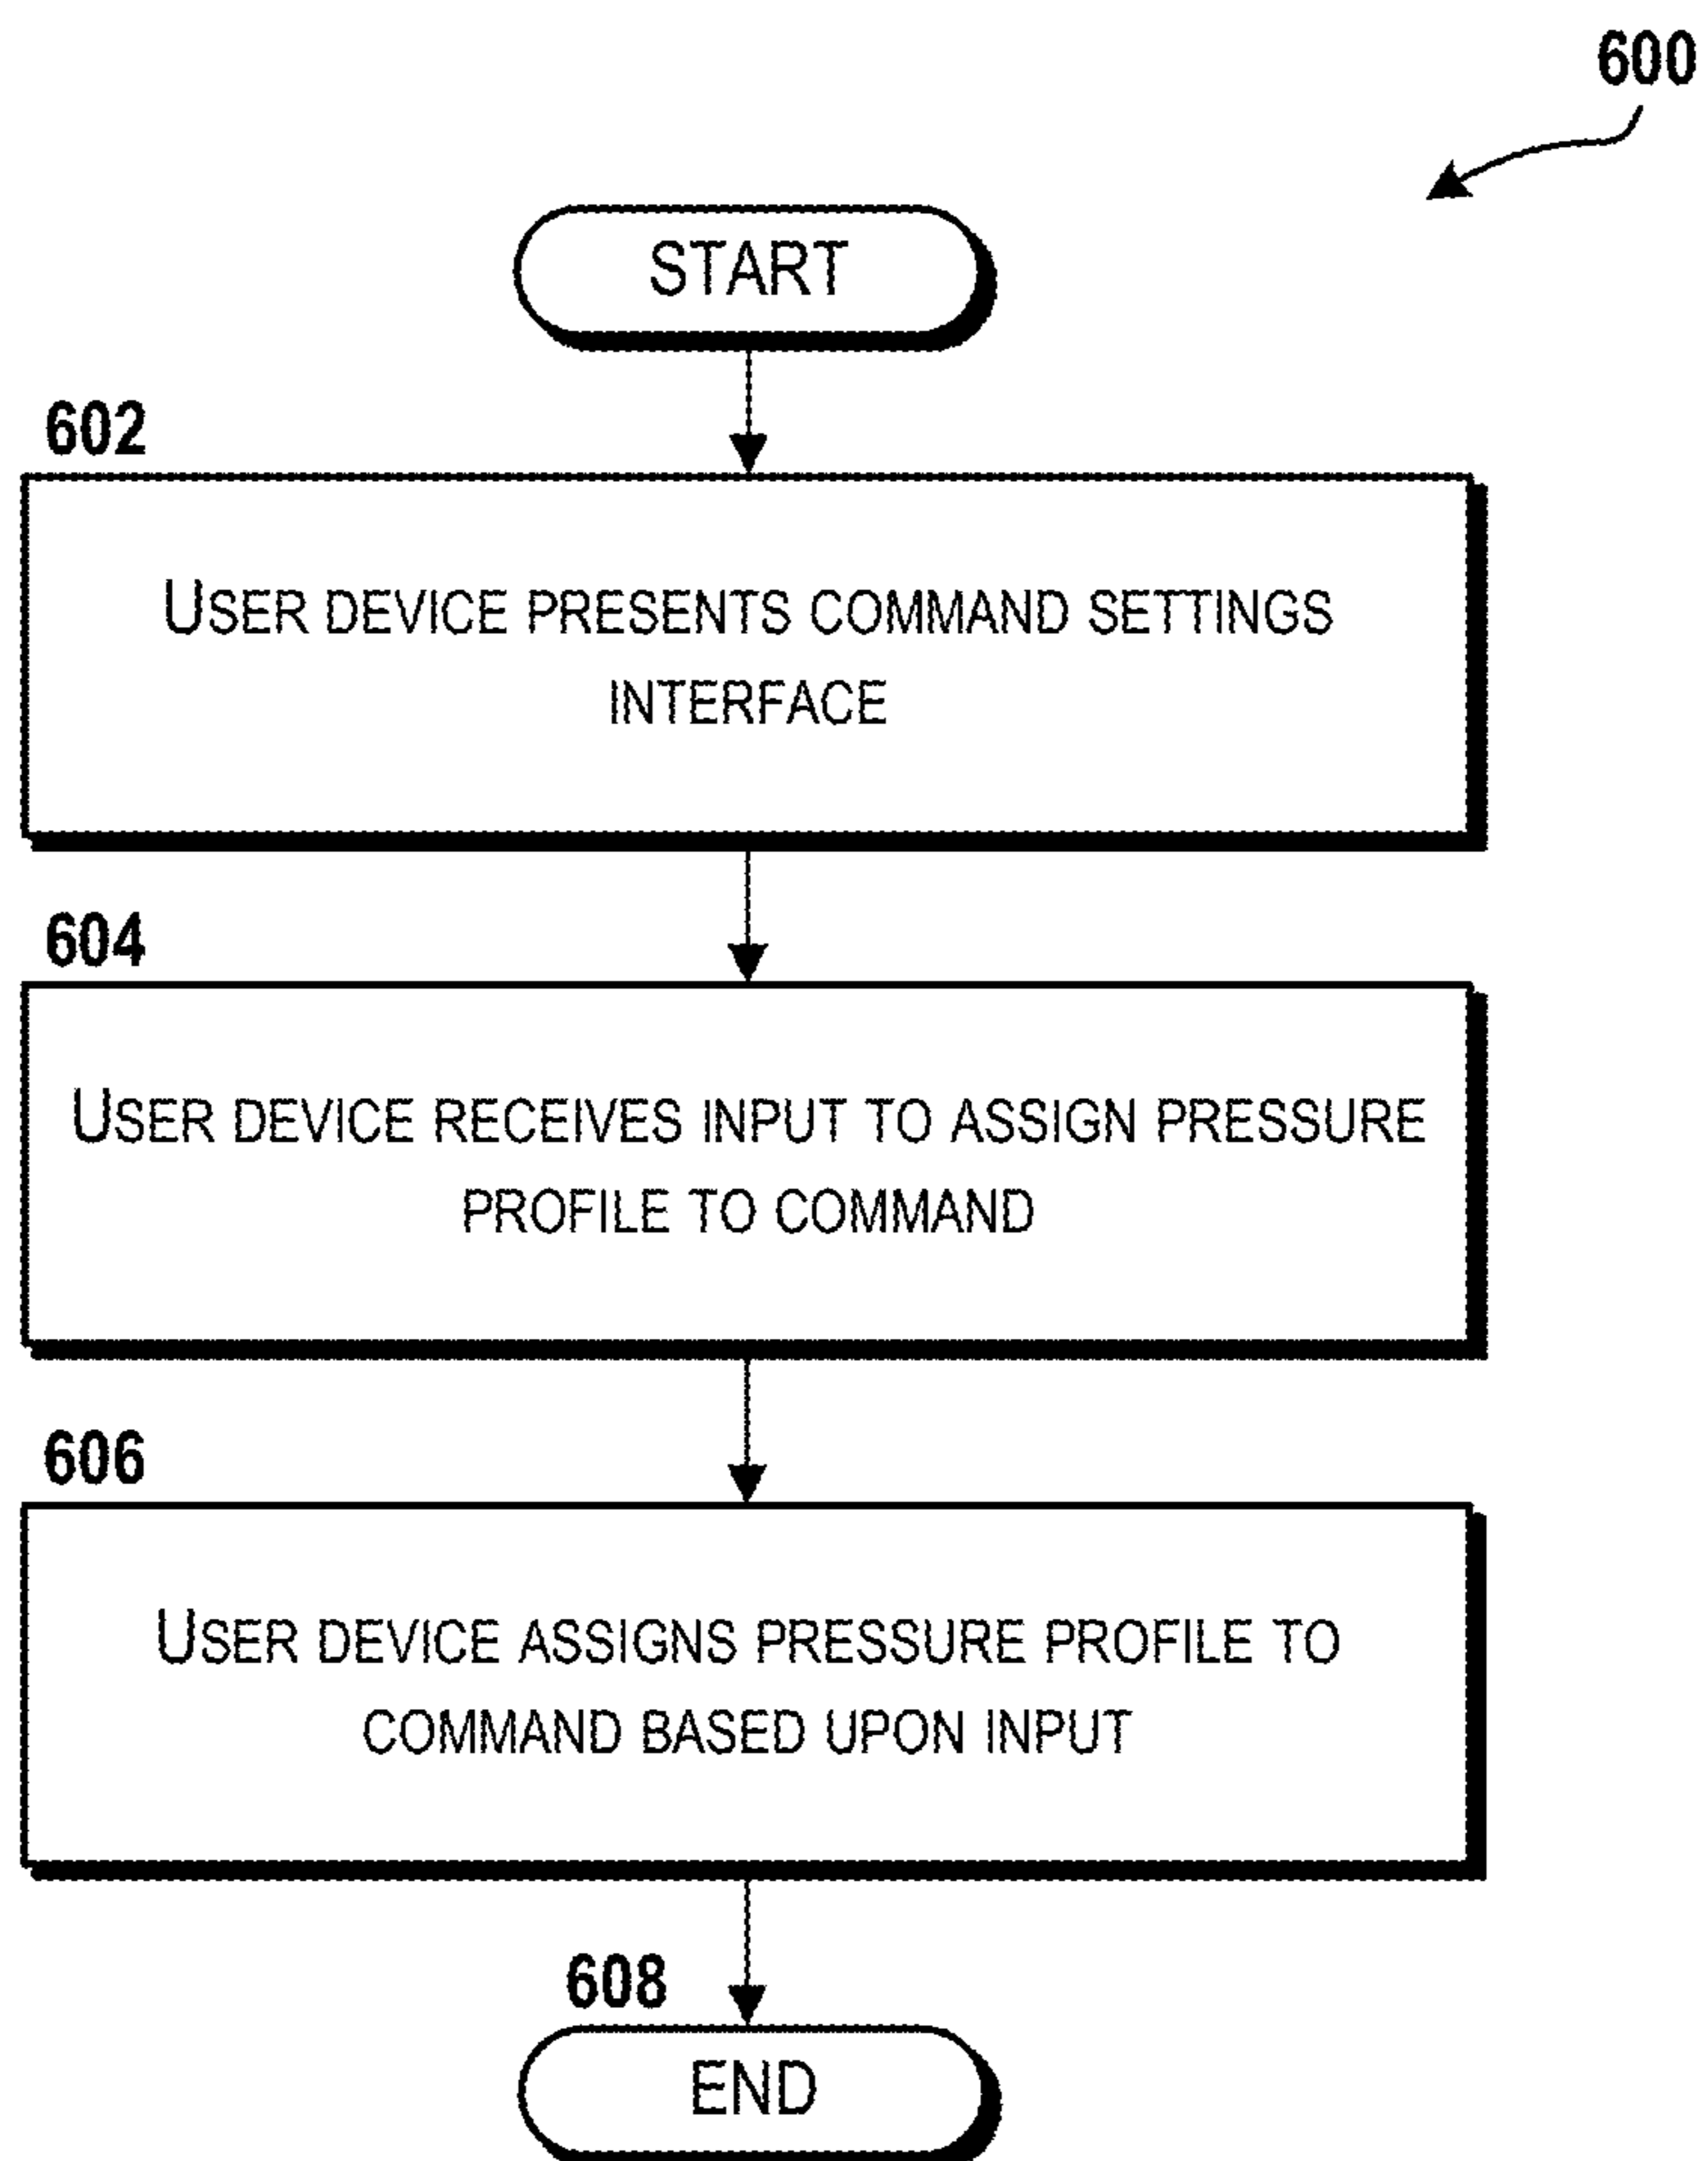 600
START
602
USER DEVICE PRESENTS COMMAND SETTINGS
INTERFACE
604
USER DEVICE RECEIVES INPUT TO ASSIGN PRESSURE
PROFILE TO COMMAND
606
USER DEVICE ASSIGNS PRESSURE PROFILE TO
COMMAND BASED UPON INPUT
608
END